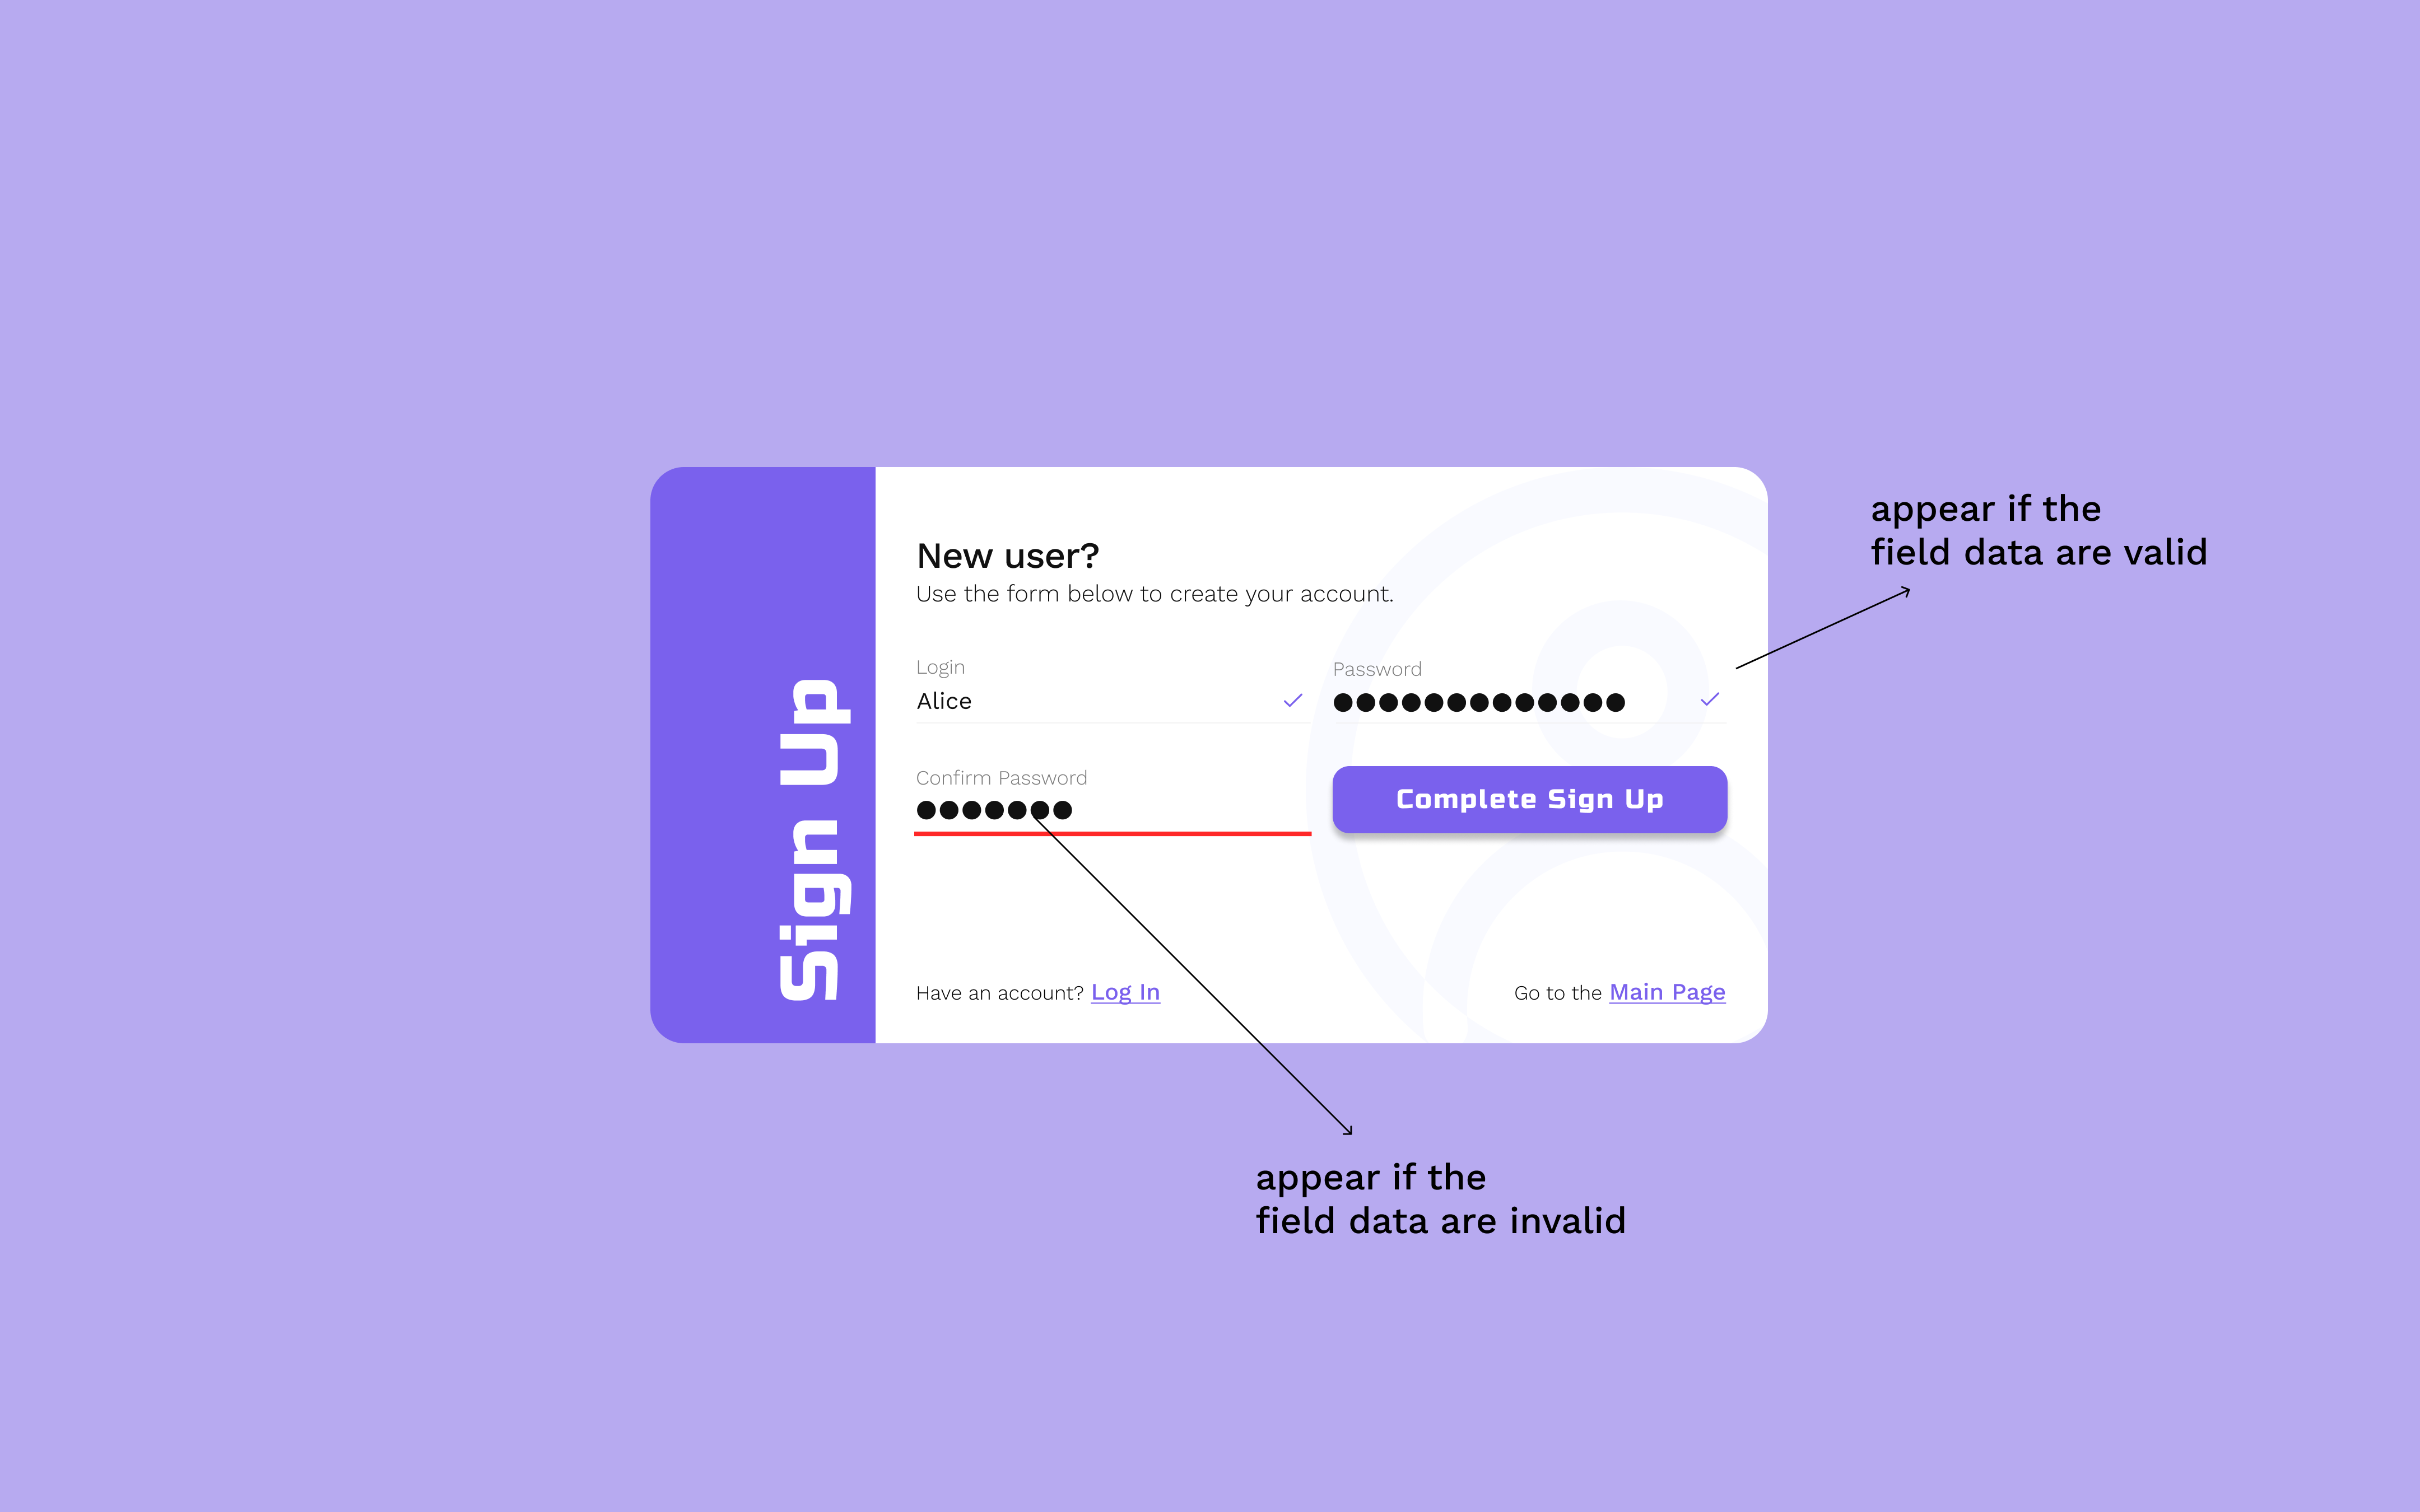 Sign Up
New user?
Use the form below to create your account.
Login
Alice
Password
Confirm Password
Complete Sign Up
Have an account? Log In
Go to the Main Page
appear if the
field data are valid
appear if the
field data are invalid